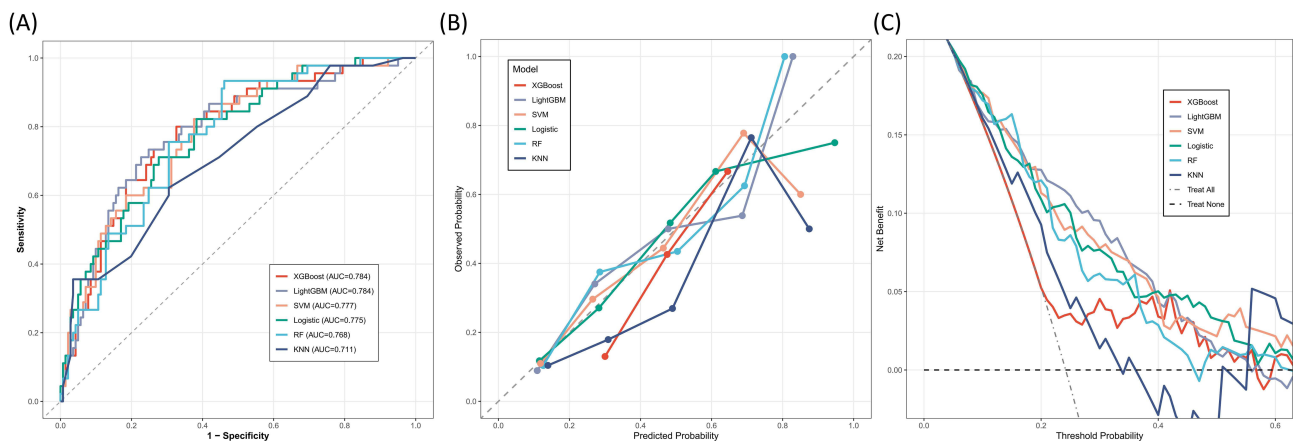 (A)
1.0
0.8
0.6
0.4
0.2
0.0
Sensitivity
0.0 0.2 0.4 0.6 0.8 1.0
1 − Specificity
XGBoost (AUC=0.784)
LightGBM (AUC=0.784)
SVM (AUC=0.777)
Logistic (AUC=0.775)
RF (AUC=0.768)
KNN (AUC=0.711)
(B)
1.0
0.8
0.6
0.4
0.2
0.0
Observed Probability
0.0 0.2 0.4 0.6 0.8 1.0
Predicted Probability
Model
XGBoost
LightGBM
SVM
Logistic
RF
KNN
(C)
0.20
0.15
0.10
0.05
0.00
Net Benefit
0.0 0.2 0.4 0.6
Threshold Probability
XGBoost
LightGBM
SVM
Logistic
RF
KNN
Treat All
Treat None